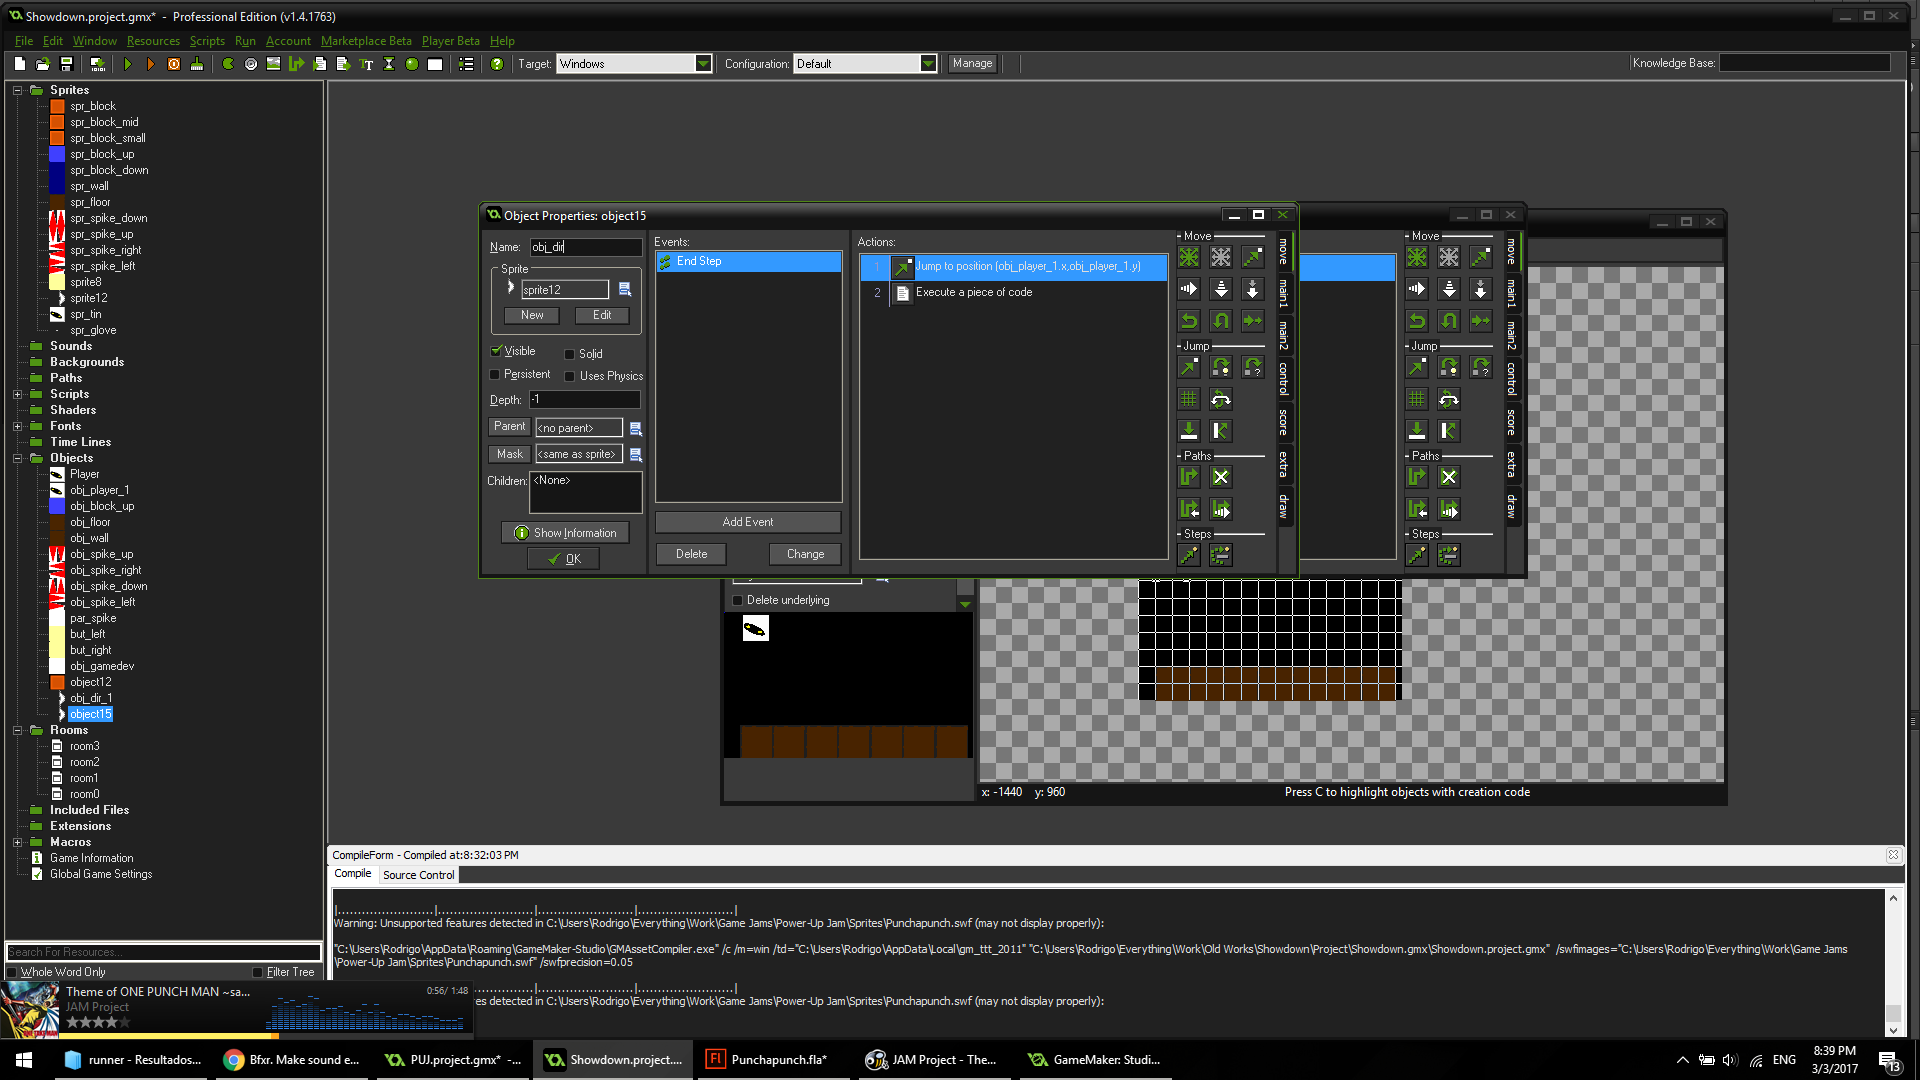 Showdown.project.gmx* - Professional Edition (v1.4.1763)
File Edit Window Resources Scripts Run Account Marketplace Beta Player Beta Help
Target: Windows Configuration: Default Manage Knowledge Base:
Sprites
spr_block
spr_block_mid
spr_block_small
spr_block_up
spr_block_down
spr_wall
spr_floor
spr_spike_down
spr_spike_up
spr_spike_right
spr_spike_left
sprite8
sprite12
spr_tin
spr_glove
Sounds
Backgrounds
Paths
Scripts
Shaders
Fonts
Time Lines
Objects
Player
obj_player_1
obj_block_up
obj_floor
obj_wall
obj_spike_up
obj_spike_right
obj_spike_down
obj_spike_left
par_spike
but_left
but_right
obj_gamedev
object12
obj_dir_1
object15
Rooms
room3
room2
room1
room0
Included Files
Extensions
Macros
Game Information
Global Game Settings
Search For Resources...
Whole Word Only Filter Tree
Object Properties: object15
Name: obj_dir
Sprite
sprite12
New Edit
Visible Solid
Persistent Uses Physics
Depth: -1
Parent <no parent>
Mask <same as sprite>
Children: <None>
Show Information
OK
Events:
End Step
Add Event
Delete Change
Actions:
1 Jump to position (obj_player_1.x,obj_player_1.y)
2 Execute a piece of code
Move
Jump
Paths
Steps
move
main1
main2
control
score
extra
draw
Move
Jump
Paths
Steps
move
main1
main2
control
score
extra
draw
Delete underlying
x: -1440 y: 960 Press C to highlight objects with creation code
CompileForm - Compiled at:8:32:03 PM
Compile Source Control
|........................|........................|........................|........................|
Warning: Unsupported features detected in C:\Users\Rodrigo\Everything\Work\Game Jams\Power-Up Jam\Sprites\Punchapunch.swf (may not display properly):
"C:\Users\Rodrigo\AppData\Roaming\GameMaker-Studio\GMAssetCompiler.exe" /c /m=win /td="C:\Users\Rodrigo\AppData\Local\gm_ttt_2011" "C:\Users\Rodrigo\Everything\Work\Old Works\Showdown\Project\Showdown.gmx\Showdown.project.gmx" /swfimages="C:\Users\Rodrigo\Everything\Work\Game Jams
\Power-Up Jam\Sprites\Punchapunch.swf" /swfprecision=0.05
........................|........................|........................|
res detected in C:\Users\Rodrigo\Everything\Work\Game Jams\Power-Up Jam\Sprites\Punchapunch.swf (may not display properly):
Theme of ONE PUNCH MAN ~sa... 0:56/ 1:48
JAM Project
runner - Resultados... Bfxr. Make sound e... PUJ.project.gmx* -... Showdown.project.... Punchapunch.fla* JAM Project - The... GameMaker: Studi... ENG 8:39 PM
3/3/2017
13